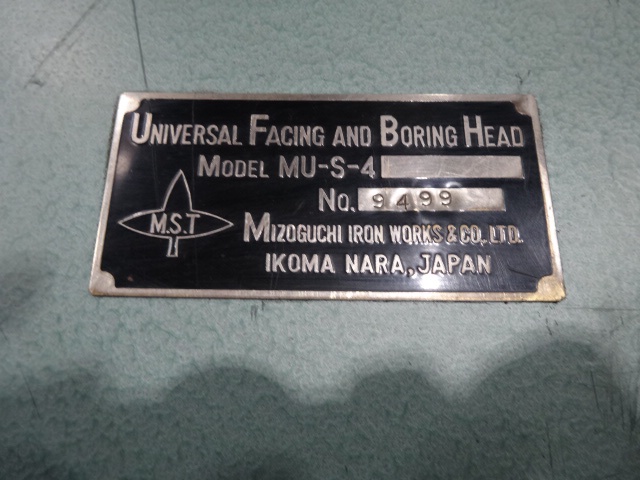 UNIVERSAL FACING AND BORING HEAD
MODEL MU-S-4
No. 9499
M.S.T
MIZOGUCHI IRON WORKS & CO,. LTD.
IKOMA NARA, JAPAN